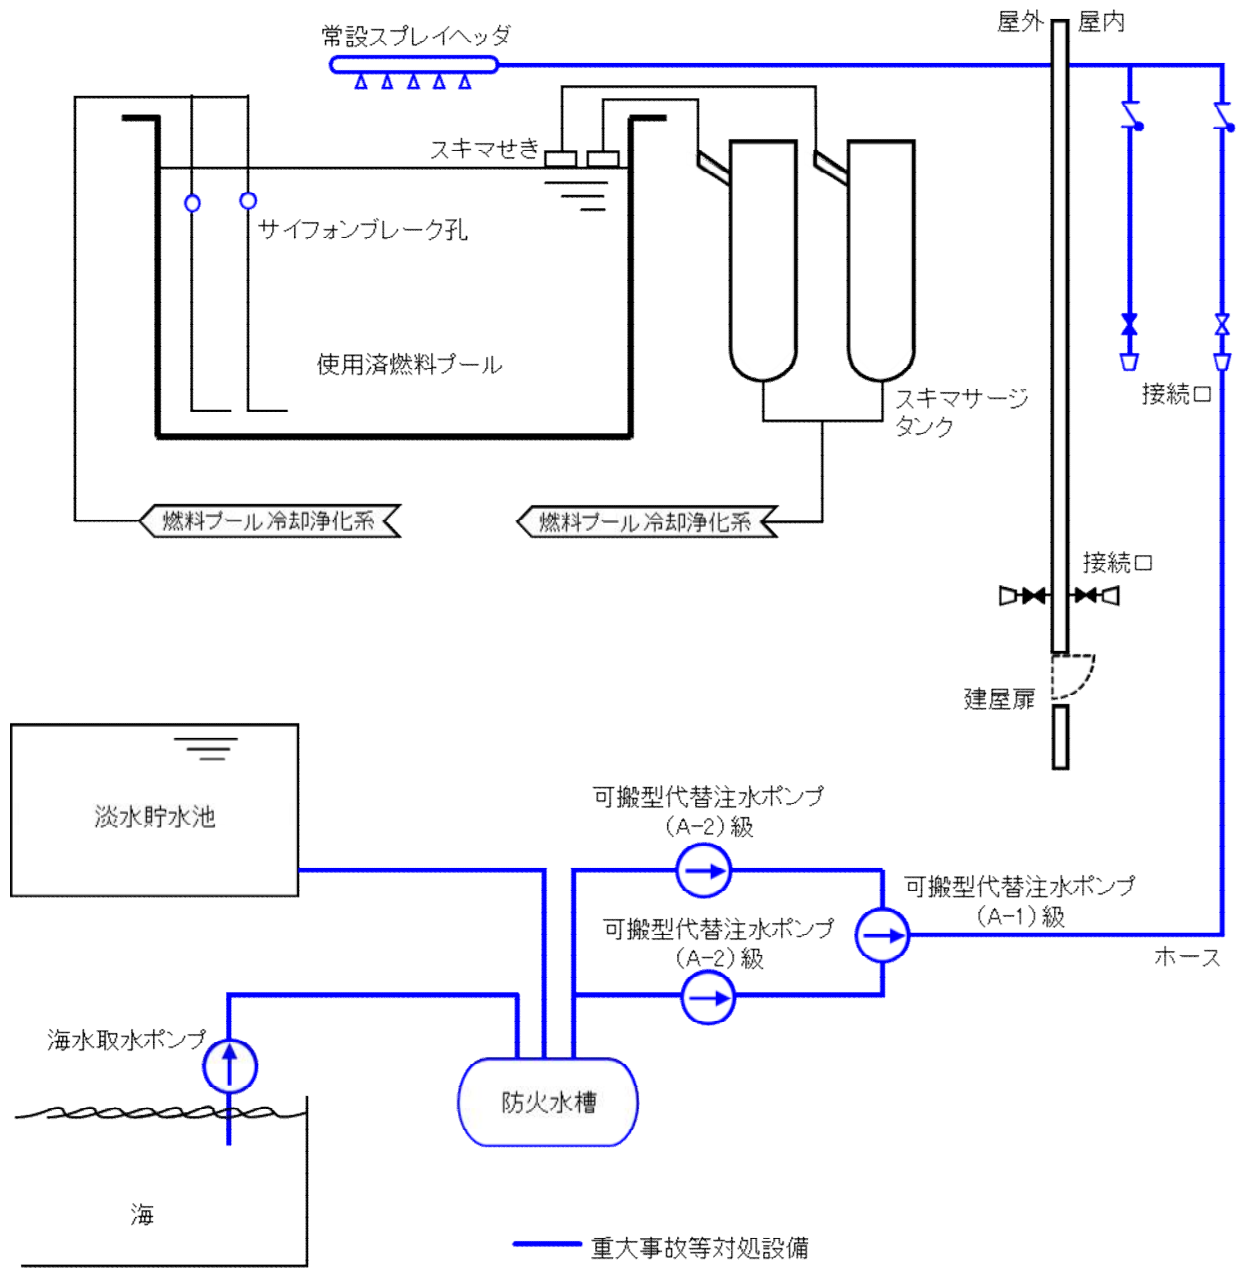 常設スプレイヘッダ
屋外
屋内
スキマせき
サイフォンブレーク孔
使用済燃料プール
スキマサージ
タンク
接続口
燃料プール冷却浄化系
燃料プール冷却浄化系
接続口
建屋扉
淡水貯水池
可搬型代替注水ポンプ
(A-2)級
可搬型代替注水ポンプ
(A-1)級
可搬型代替注水ポンプ
(A-2)級
ホース
海水取水ポンプ
防火水槽
海
重大事故等対処設備